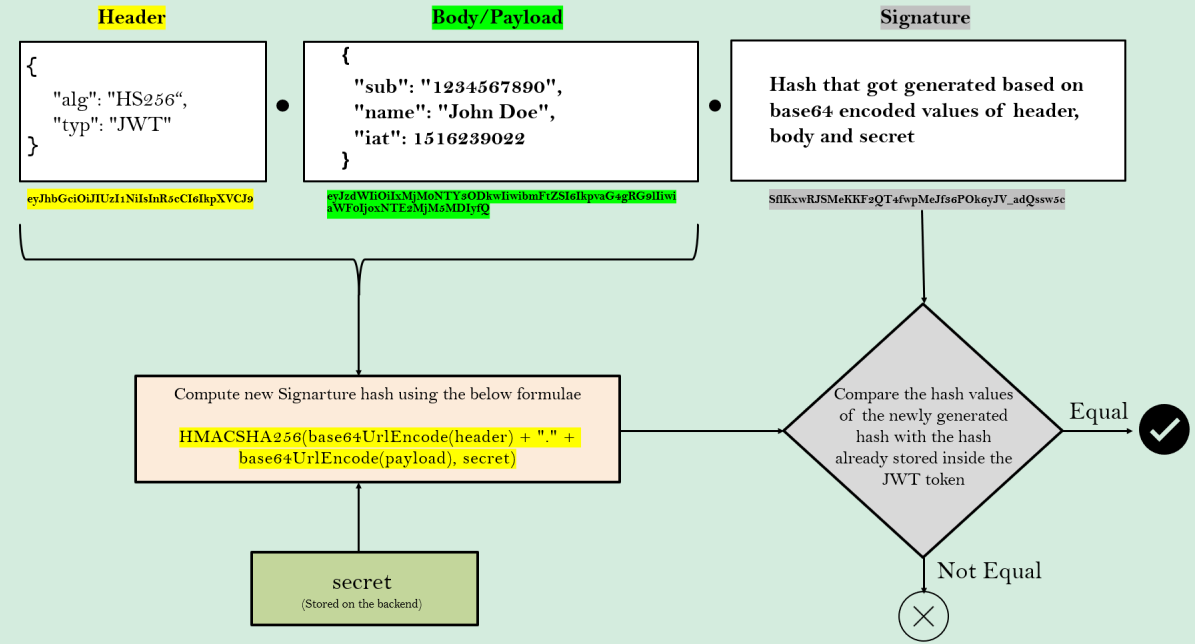 Header
Body/Payload
Signature
{
"alg": "HS256“,
"typ": "JWT"
}
{
"sub": "1234567890",
"name": "John Doe",
"iat": 1516239022
}
Hash that got generated based on
base64 encoded values of header,
body and secret
eyJhbGciOiJIUzI1NiIsInR5cCI6IkpXVCJ9
eyJzdWIiOiIxMjM0NTY3ODkwIiwibmFtZSI6IkpvaG4gRG9lIiwi
aWF0IjoxNTE2MjM5MDIyfQ
SflKxwRJSMeKKF2QT4fwpMeJf36POk6yJV_adQssw5c
Compute new Signarture hash using the below formulae
HMACSHA256(base64UrlEncode(header) + "." +
base64UrlEncode(payload), secret)
Compare the hash values
of the newly generated
hash with the hash
already stored inside the
JWT token
Equal
Not Equal
secret
(Stored on the backend)